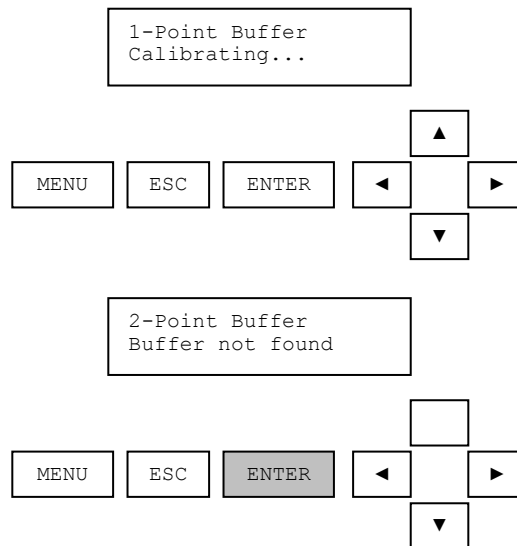 1-Point Buffer
Calibrating...
▲
MENU ESC ENTER ◄ ►
▼
2-Point Buffer
Buffer not found
MENU ESC ENTER ◄ ►
▼